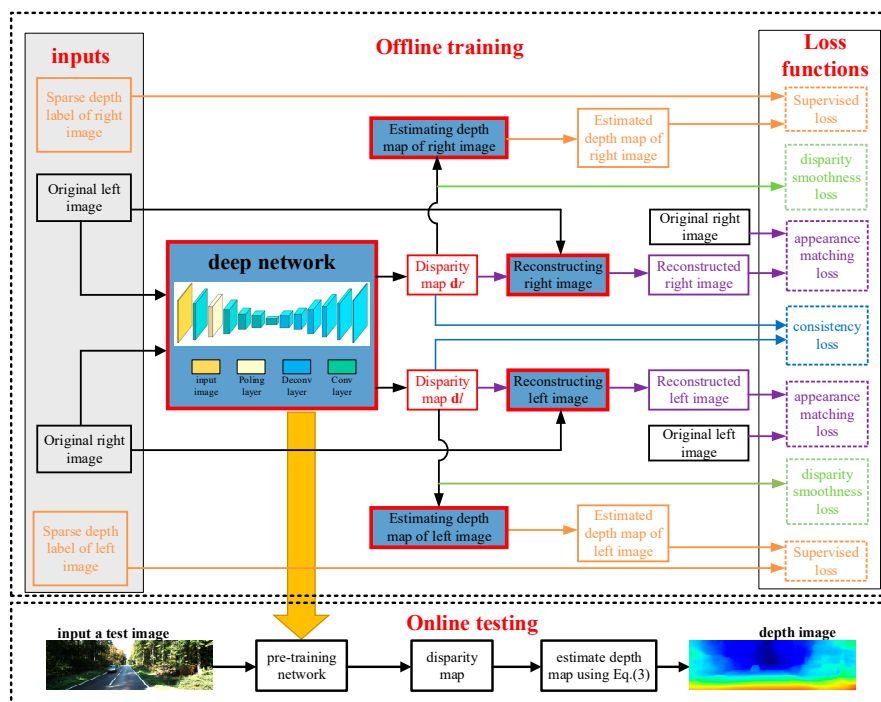 Offline training
inputs
Loss
functions
Sparse depth
label of right
image
Estimating depth
map of right image
Estimated
depth map of
right image
Supervised
loss
disparity
smoothness
loss
Original left
image
Original right
image
appearance
matching
loss
deep network
input
image
Poling
layer
Deconv
layer
Conv
layer
Disparity
map dr
Reconstructing
right image
Reconstructed
right image
consistency
loss
Disparity
map dl
Reconstructing
left image
Reconstructed
left image
appearance
matching
loss
Original right
image
Original left
image
disparity
smoothness
loss
Sparse depth
label of left
image
Estimating depth
map of left image
Estimated
depth map of
left image
Supervised
loss
Online testing
input a test image
pre-training
network
disparity
map
estimate depth
map using Eq.(3)
depth image